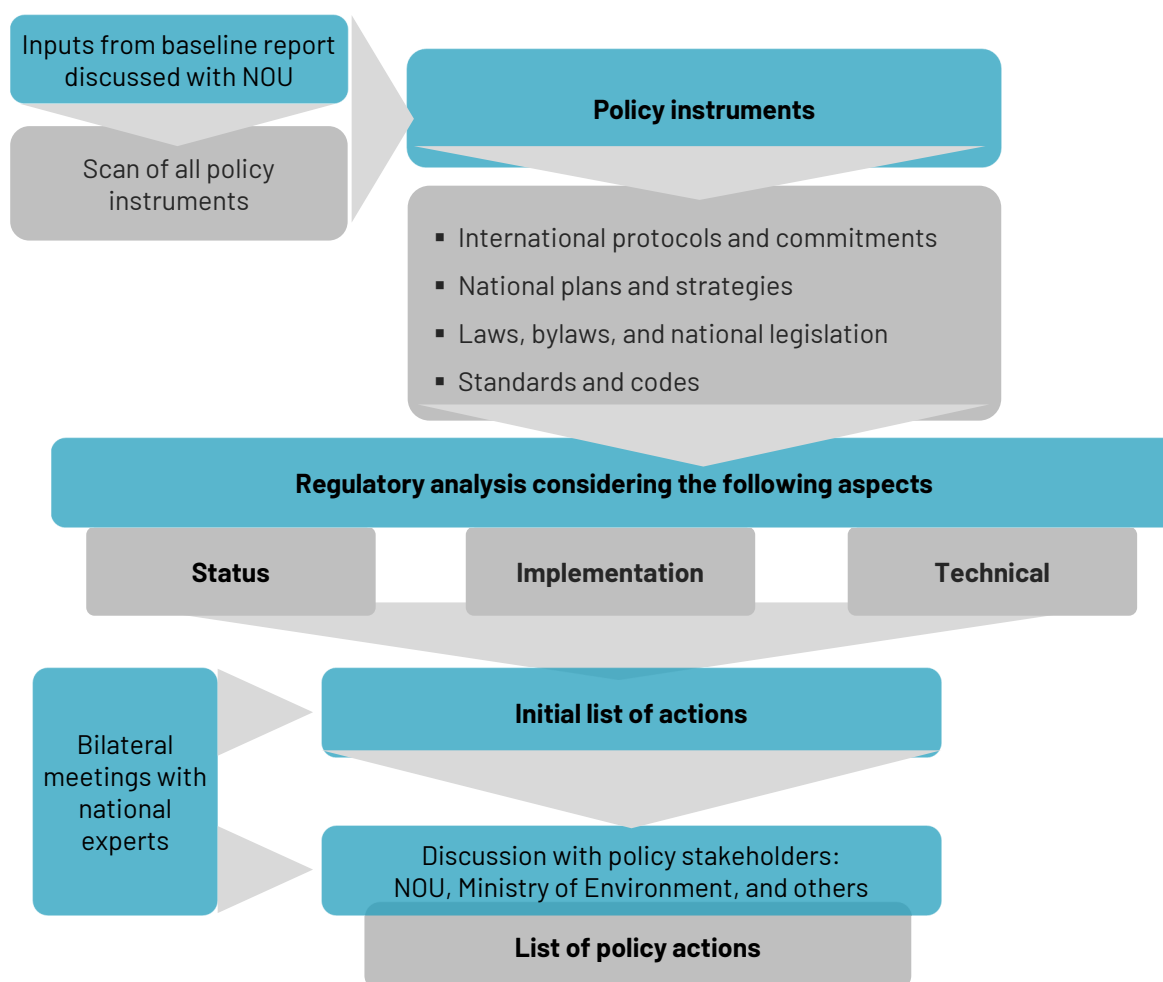 Inputs from baseline report
discussed with NOU
Scan of all policy
instruments
Policy instruments
▪ International protocols and commitments
▪ National plans and strategies
▪ Laws, bylaws, and national legislation
▪ Standards and codes
Regulatory analysis considering the following aspects
Status
Implementation
Technical
Bilateral
meetings with
national
experts
Initial list of actions
Discussion with policy stakeholders:
NOU, Ministry of Environment, and others
List of policy actions